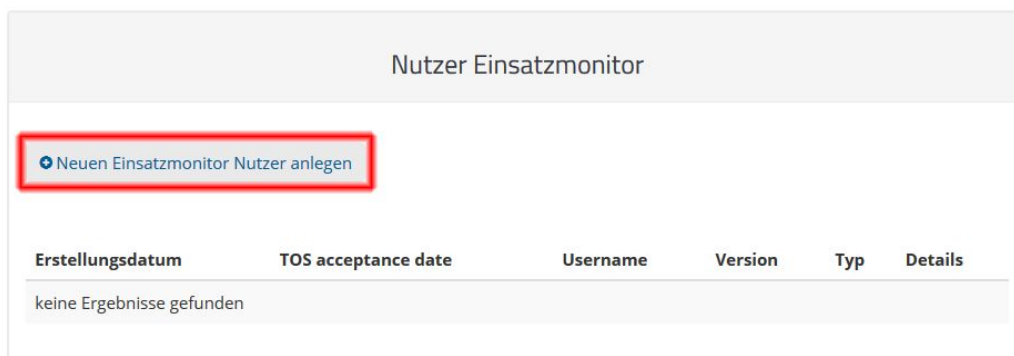 Nutzer Einsatzmonitor
Neuen Einsatzmonitor Nutzer anlegen
Erstellungsdatum TOS acceptance date Username Version Typ Details
keine Ergebnisse gefunden